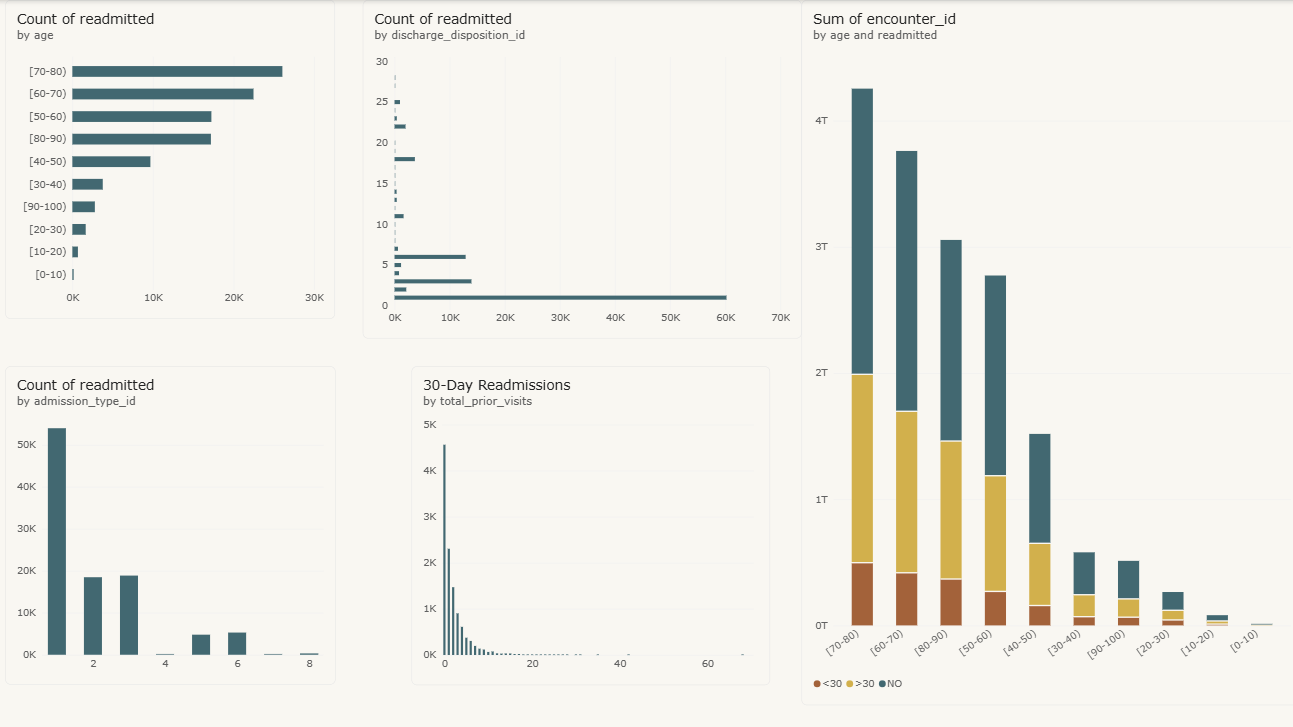 Count of readmitted
by age
[70-80)
[60-70)
[50-60)
[80-90)
[40-50)
[30-40)
[90-100)
[20-30)
[10-20)
[0-10)
0K 10K 20K 30K
Count of readmitted
by discharge_disposition_id
30
25
20
15
10
5
0
0K 10K 20K 30K 40K 50K 60K 70K
Sum of encounter_id
by age and readmitted
4T
3T
2T
1T
0T
[70-80) [60-70) [80-90) [50-60) [40-50) [30-40) [90-100) [20-30) [10-20) [0-10)
<30 >30 NO
Count of readmitted
by admission_type_id
50K
40K
30K
20K
10K
0K
2 4 6 8
30-Day Readmissions
by total_prior_visits
5K
4K
3K
2K
1K
0K
0 20 40 60